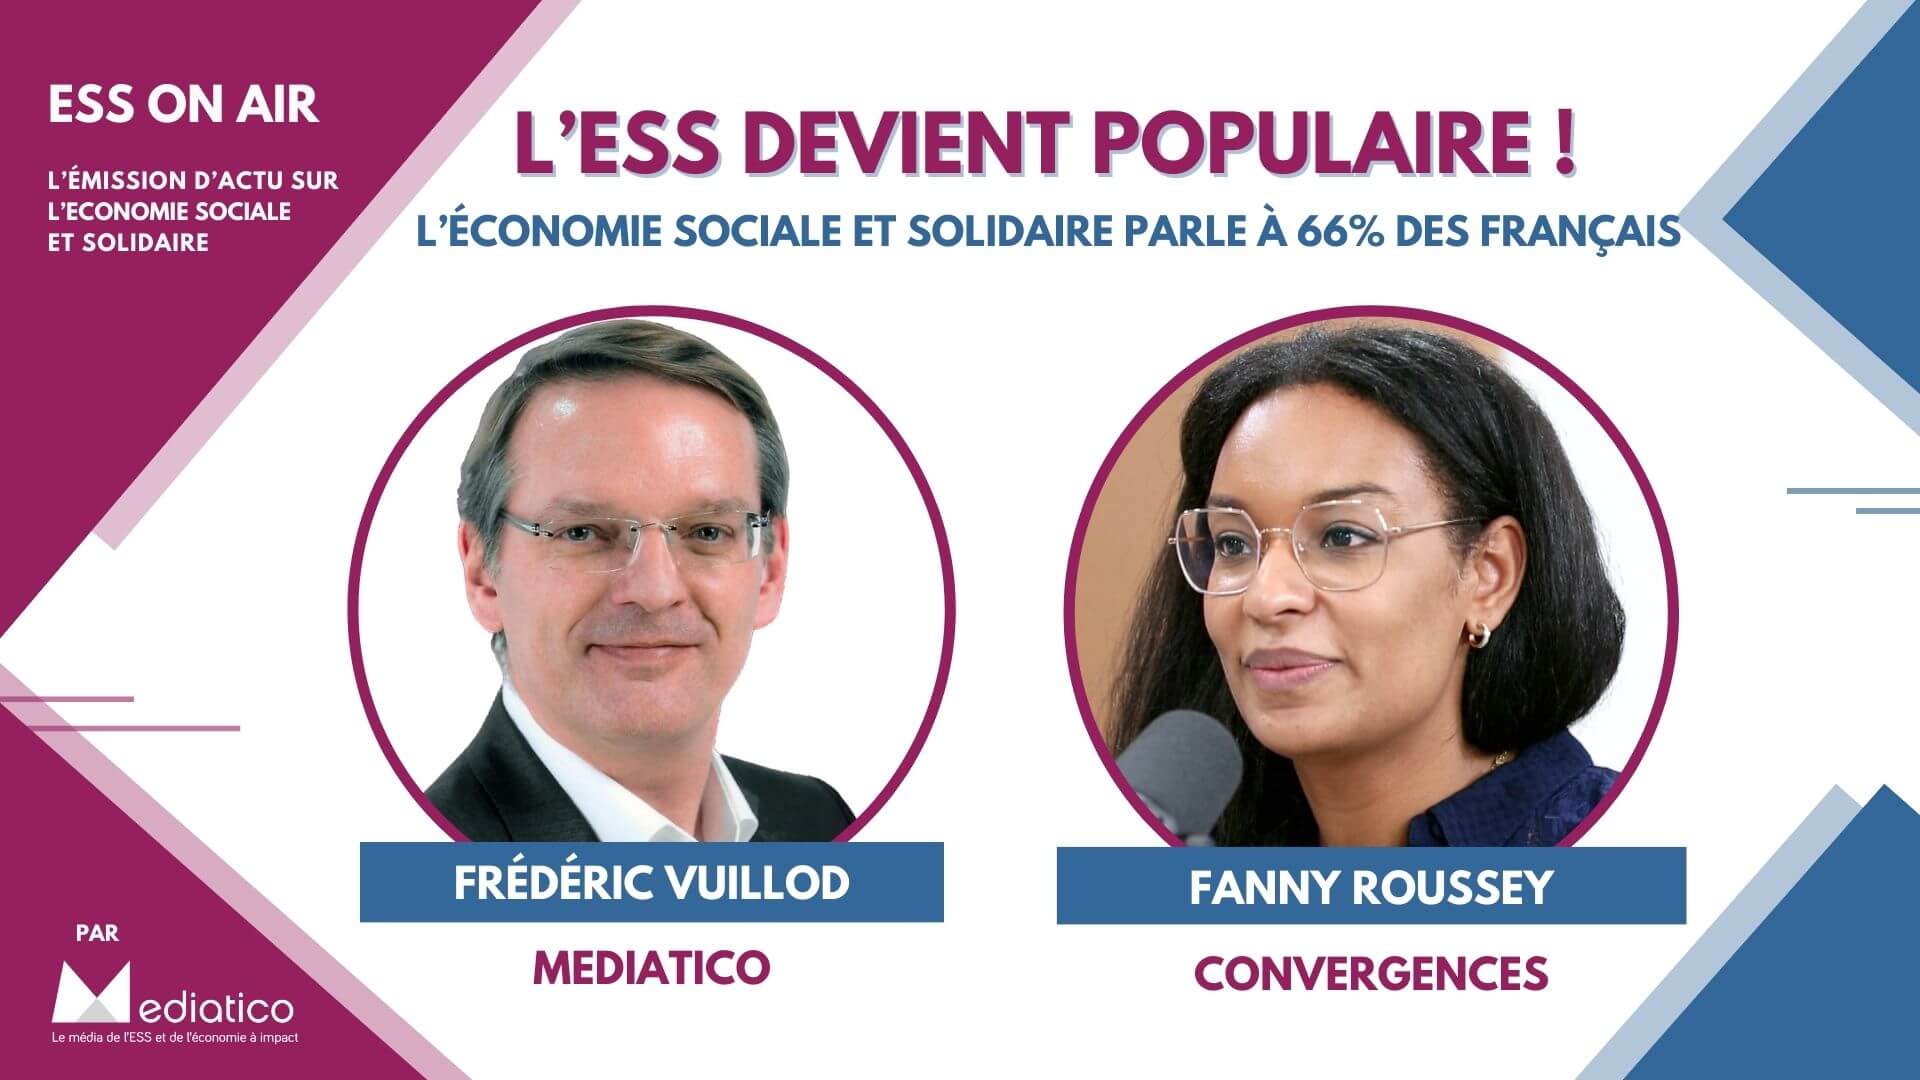 ESS ON AIR
L'ÉMISSION D'ACTU SUR
L'ECONOMIE SOCIALE
ET SOLIDAIRE
L'ESS DEVIENT POPULAIRE !
L'ÉCONOMIE SOCIALE ET SOLIDAIRE PARLE À 66% DES FRANÇAIS
FRÉDÉRIC VUILLOD
MEDIATICO
FANNY ROUSSEY
CONVERGENCES
PAR
Mediatico
Le média de l'ESS et de l'économie à impact